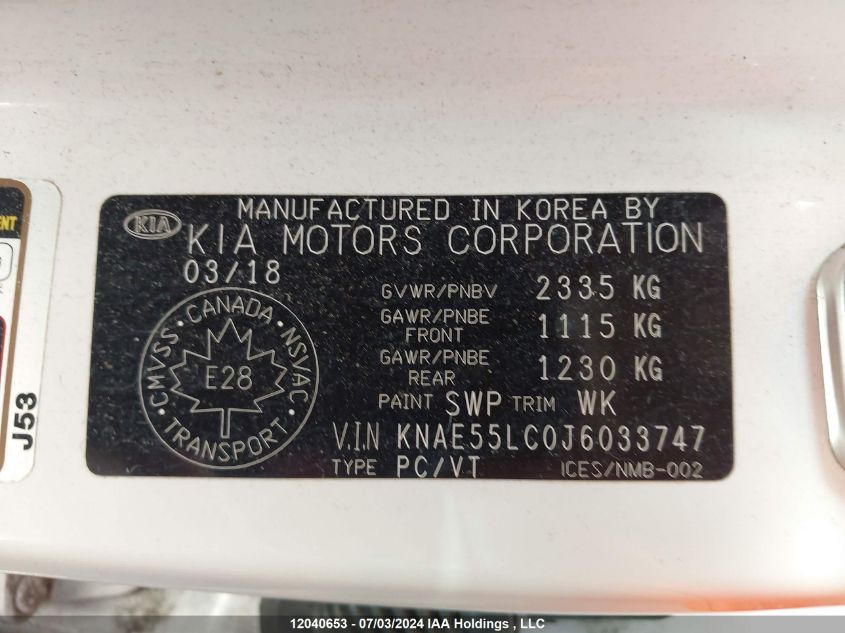 MANUFACTURED IN KOREA BY
KIA
KIA MOTORS CORPORATION
03/18
GVWR/PNBV 2335 KG
GAWR/PNBE FRONT 1115 KG
GAWR/PNBE REAR 1230 KG
PAINT SWP TRIM WK
V.I.N KNAE55LC0J6033747
TYPE PC/VT ICES/NMB-002
CMVSS · CANADA · NSVAC · TRANSPORT
E28
ENT
J53
12040653 - 07/03/2024 IAA Holdings , LLC